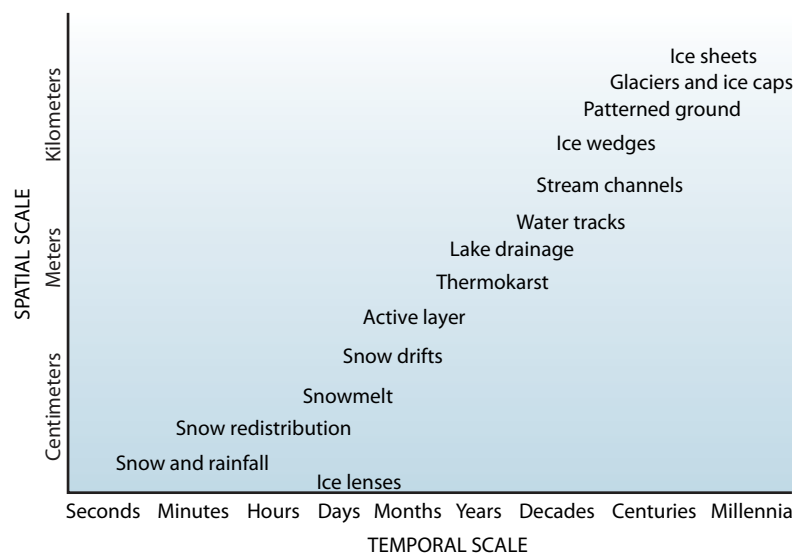 Ice sheets
Glaciers and ice caps
Patterned ground
Ice wedges
Stream channels
Water tracks
Lake drainage
Thermokarst
Active layer
Snow drifts
Snowmelt
Snow redistribution
Snow and rainfall
Ice lenses
SPATIAL SCALE
Kilometers
Meters
Centimeters
Seconds Minutes Hours Days Months Years Decades Centuries Millennia
TEMPORAL SCALE